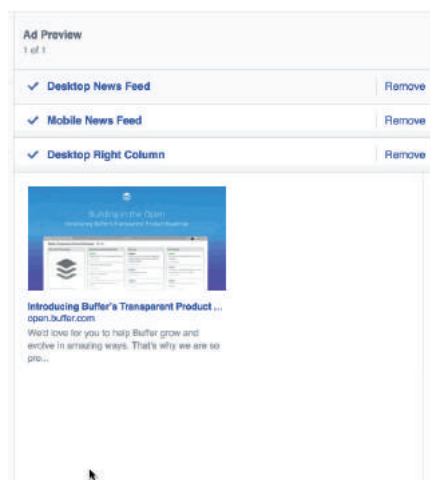 Ad Preview
1 of 1
Desktop News Feed
Remove
Mobile News Feed
Remove
Desktop Right Column
Remove
Building in the Open
Introducing Buffer's Transparent Product Roadmap
Introducing Buffer's Transparent Product ...
open.buffer.com
We'd love for you to help Buffer grow and
evolve in amazing ways. That's why we are so
pro...